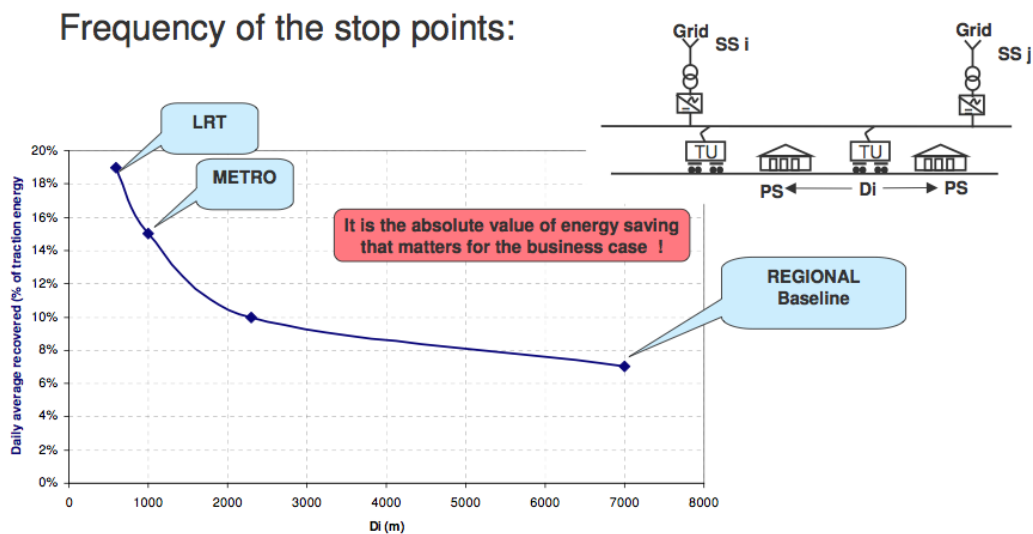 Frequency of the stop points:
Grid
SS i
Grid
SS j
TU
TU
PS
Di
PS
LRT
METRO
It is the absolute value of energy saving
that matters for the business case !
REGIONAL
Baseline
Daily average recovered (% of traction energy
20%
18%
16%
14%
12%
10%
8%
6%
4%
2%
0%
0 1000 2000 3000 4000 5000 6000 7000 8000
Di (m)